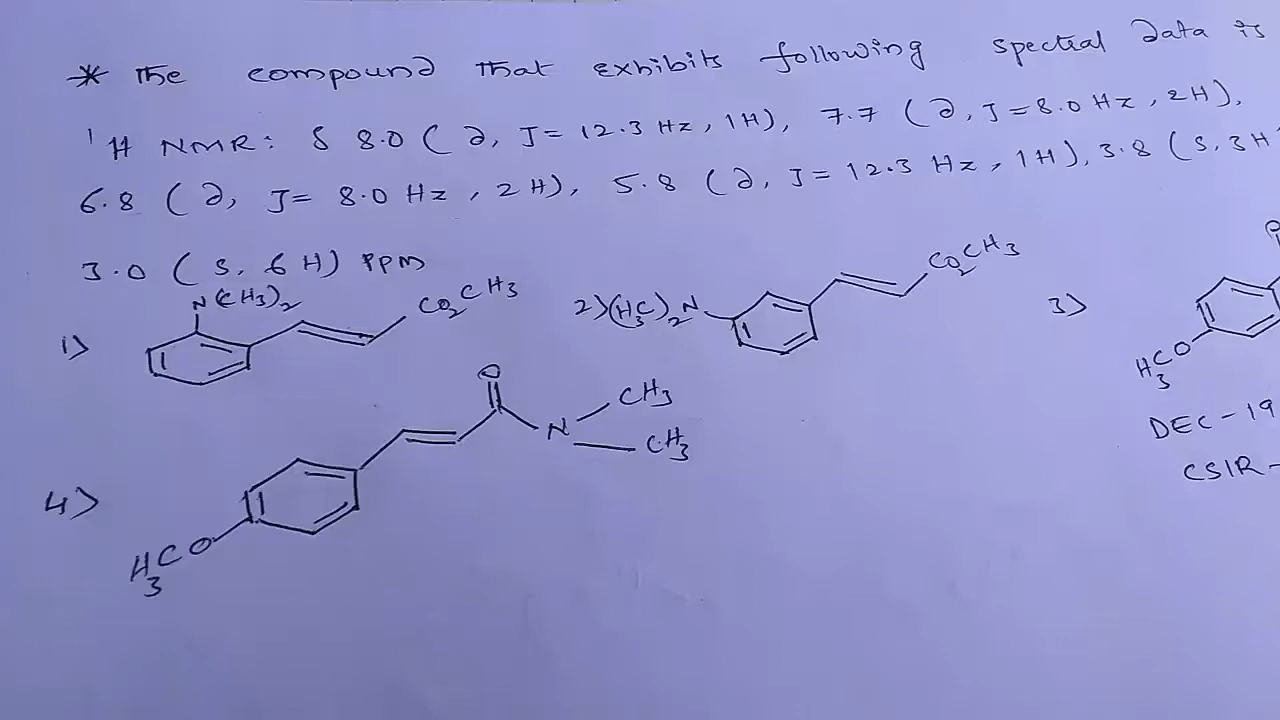 * The compound that exhibits following spectral data is
¹H NMR: δ 8.0 (d, J= 12.3 Hz, 1H), 7.7 (d, J=8.0 Hz, 2H),
6.8 (d, J= 8.0 Hz, 2H), 5.8 (d, J= 12.3 Hz, 1H), 3.8 (s, 3H
3.0 (s, 6H) PPm
1) N(CH3)2 CO2CH3 2) (H3C)2N CO2CH3 3) H3CO
DEC-19
CSIR-
4) H3CO O N CH3 CH3